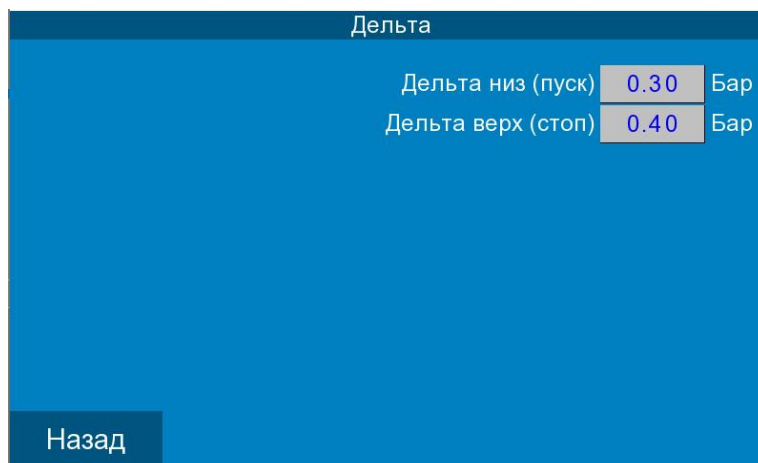 Дельта
Дельта низ (пуск) 0.30 Бар
Дельта верх (стоп) 0.40 Бар
Назад